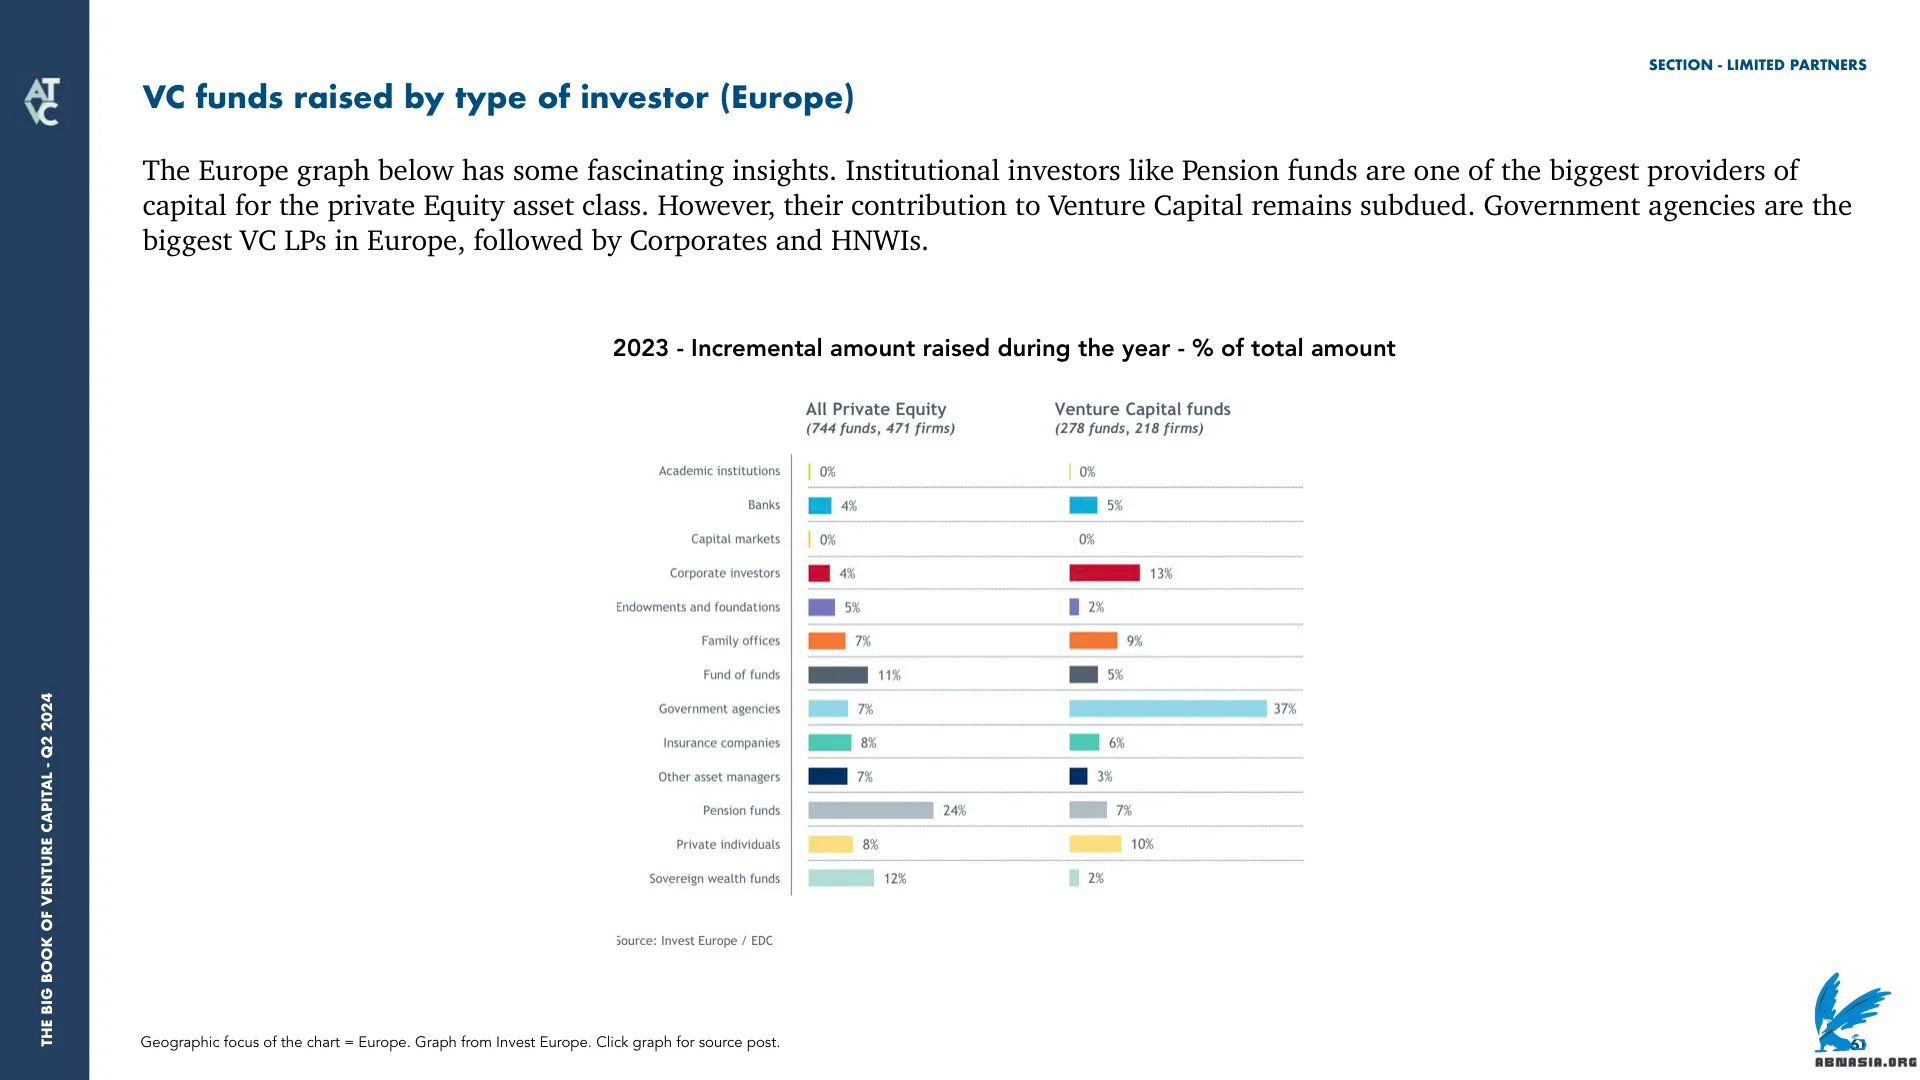 SECTION - LIMITED PARTNERS
AT
VC
VC funds raised by type of investor (Europe)
The Europe graph below has some fascinating insights. Institutional investors like Pension funds are one of the biggest providers of
capital for the private Equity asset class. However, their contribution to Venture Capital remains subdued. Government agencies are the
biggest VC LPs in Europe, followed by Corporates and HNWIs.
2023 - Incremental amount raised during the year - % of total amount
All Private Equity Venture Capital funds
(744 funds, 471 firms) (278 funds, 218 firms)
Academic institutions 0% 0%
Banks 4% 5%
Capital markets 0% 0%
Corporate investors 4% 13%
Endowments and foundations 5% 2%
Family offices 7% 9%
Fund of funds 11% 5%
Government agencies 7% 37%
Insurance companies 8% 6%
Other asset managers 7% 3%
Pension funds 24% 7%
Private individuals 8% 10%
Sovereign wealth funds 12% 2%
Source: Invest Europe / EDC
THE BIG BOOK OF VENTURE CAPITAL - Q2 2024
Geographic focus of the chart = Europe. Graph from Invest Europe. Click graph for source post.
ABNASIA.ORG